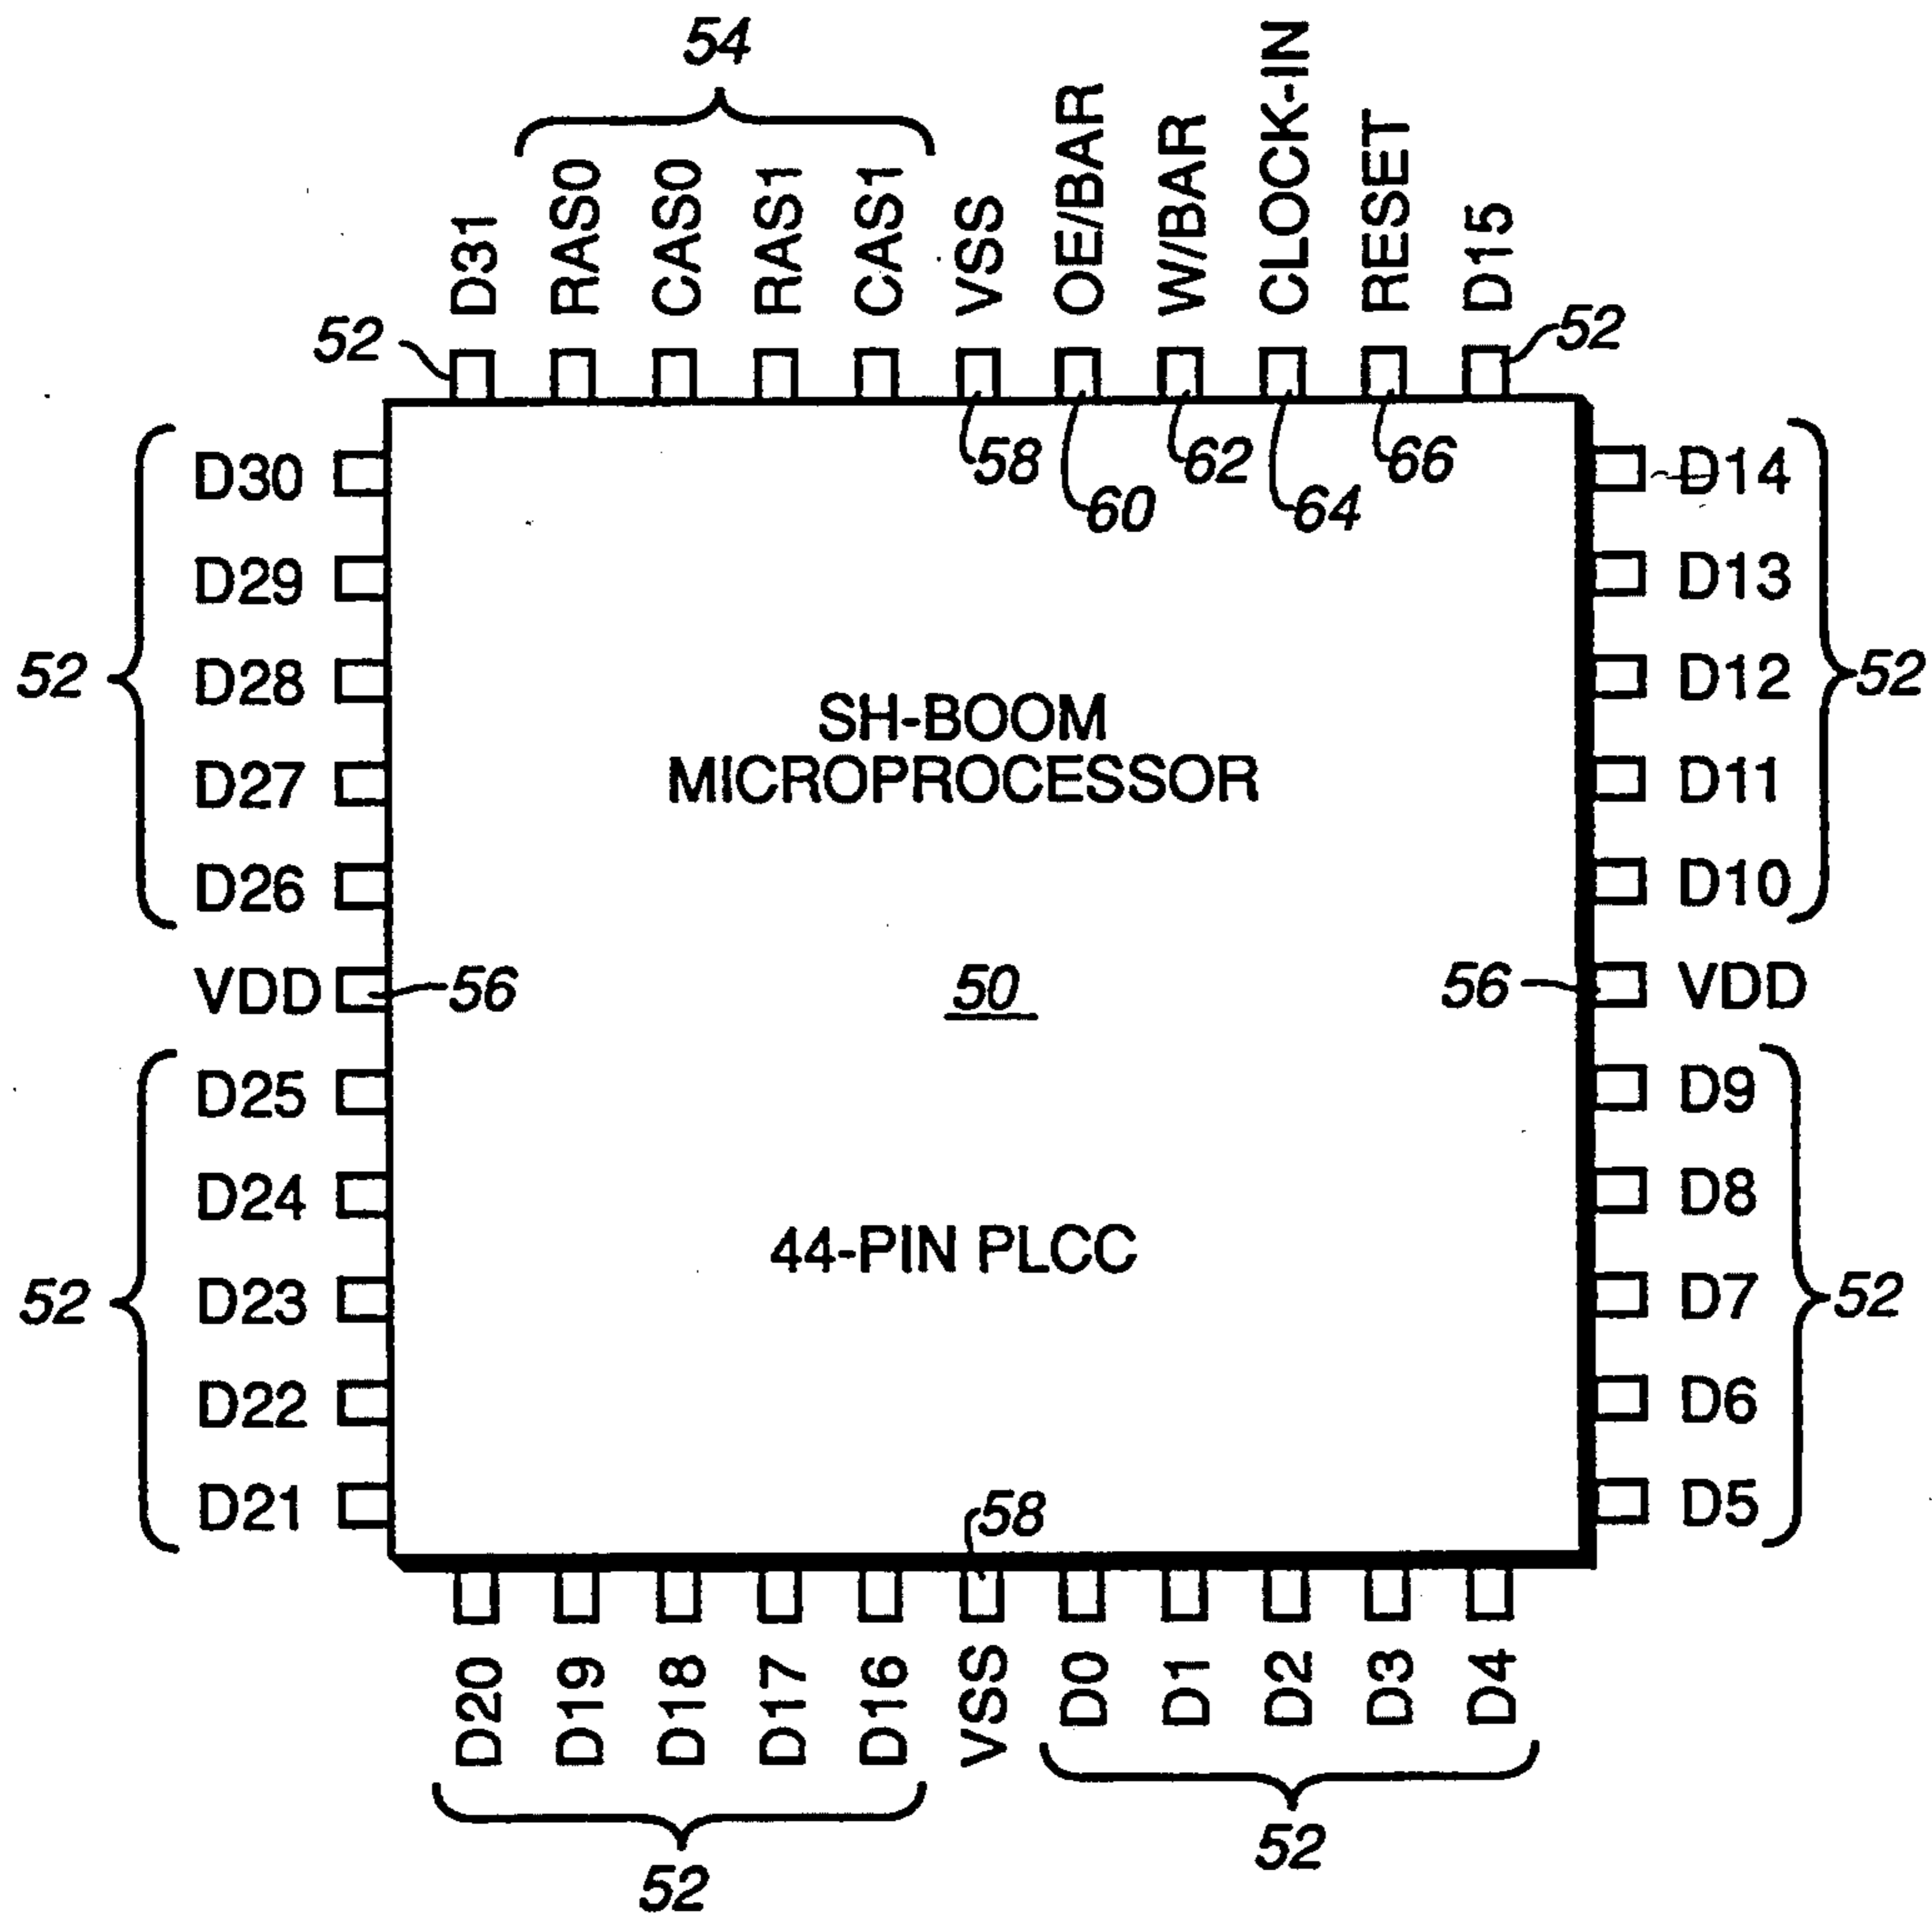 54
D31
RAS0
CAS0
RAS1
CAS1
VSS
OE/BAR
W/BAR
CLOCK-IN
RESET
D15
52
52
58
60
62
64
66
D30
D29
D28
D27
D26
52
VDD
56
D25
D24
D23
D22
D21
52
SH-BOOM
MICROPROCESSOR
50
44-PIN PLCC
D14
D13
D12
D11
D10
52
56
VDD
D9
D8
D7
D6
D5
52
58
D20
D19
D18
D17
D16
VSS
D0
D1
D2
D3
D4
52
52